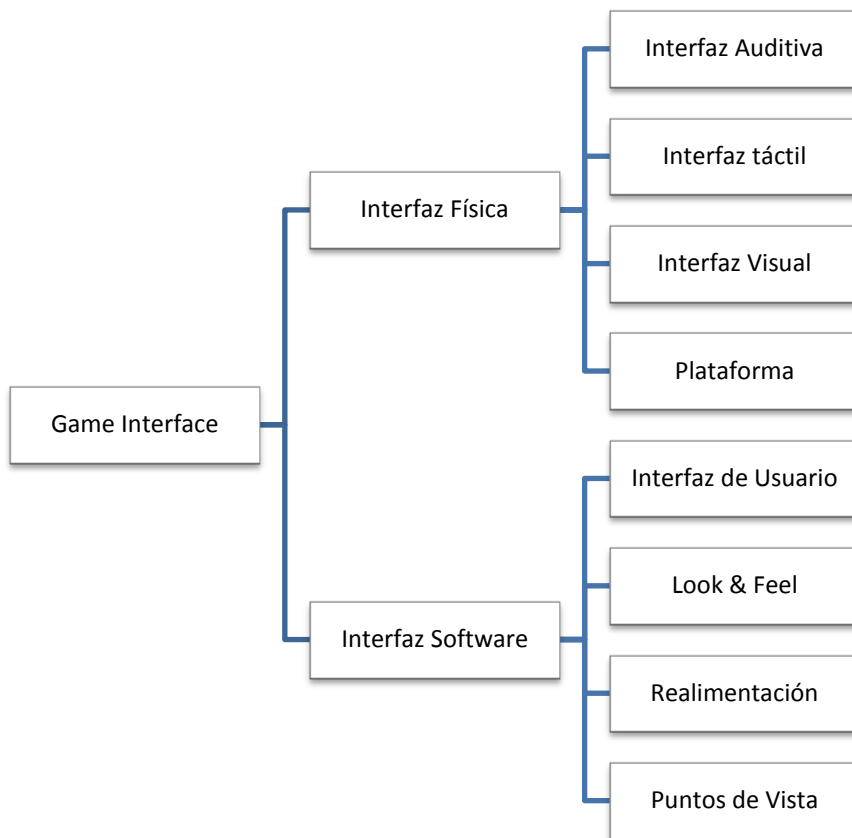 Game Interface
Interfaz Física
Interfaz Auditiva
Interfaz táctil
Interfaz Visual
Plataforma
Interfaz Software
Interfaz de Usuario
Look & Feel
Realimentación
Puntos de Vista